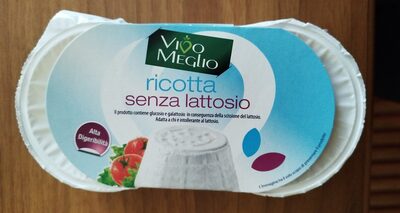 VIVO
MEGLIO
ricotta
senza lattosio
Il prodotto contiene glucosio e galattosio in conseguenza della scissione del lattosio.
Adatta a chi è intollerante al lattosio.
Alta
Digeribilità